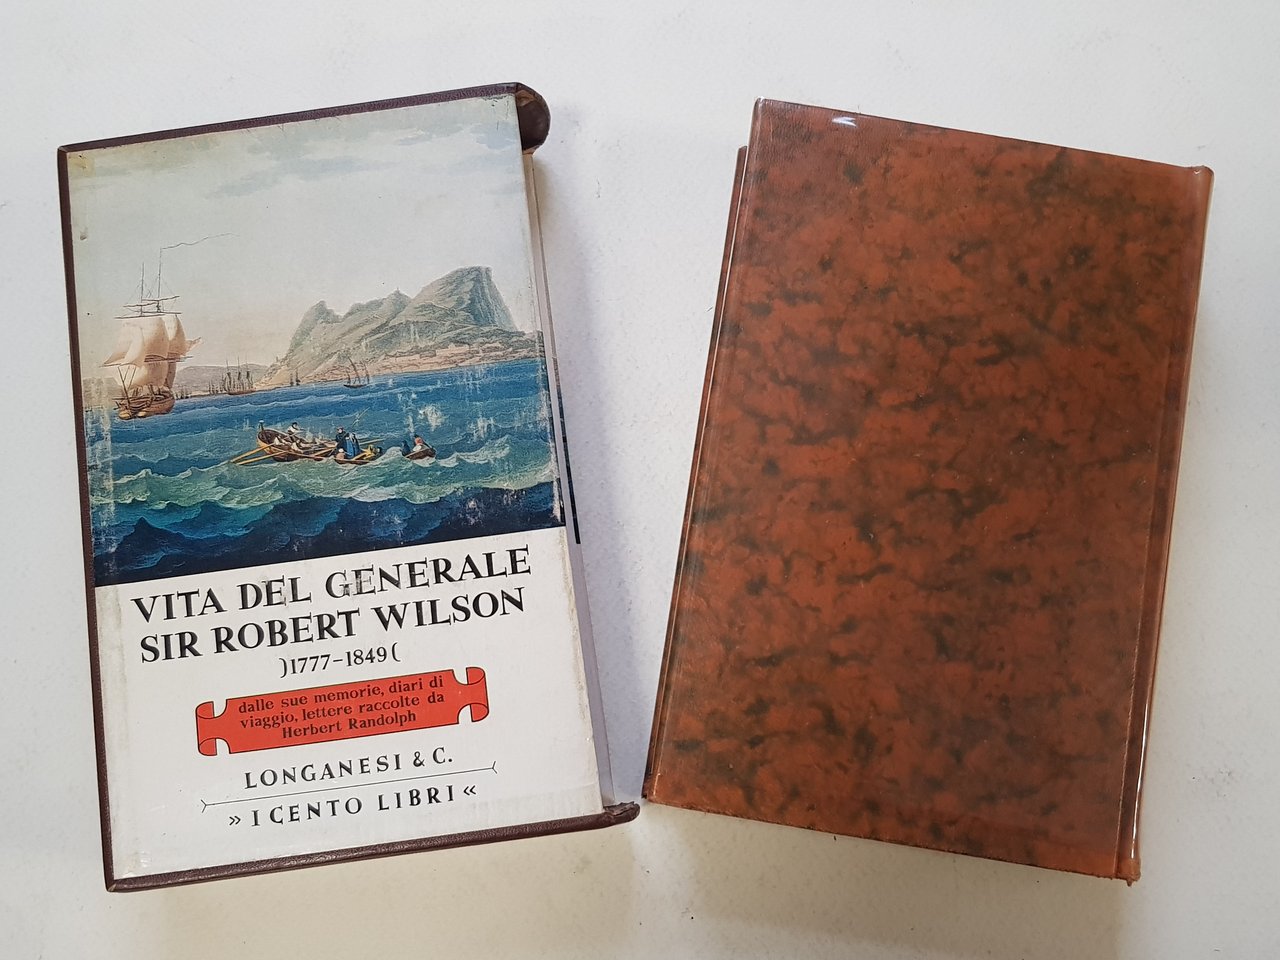 VITA DEL GENERALE
SIR ROBERT WILSON
)1777-1849(
dalle sue memorie, diari di
viaggio, lettere raccolte da
Herbert Randolph
LONGANESI & C.
» I CENTO LIBRI «